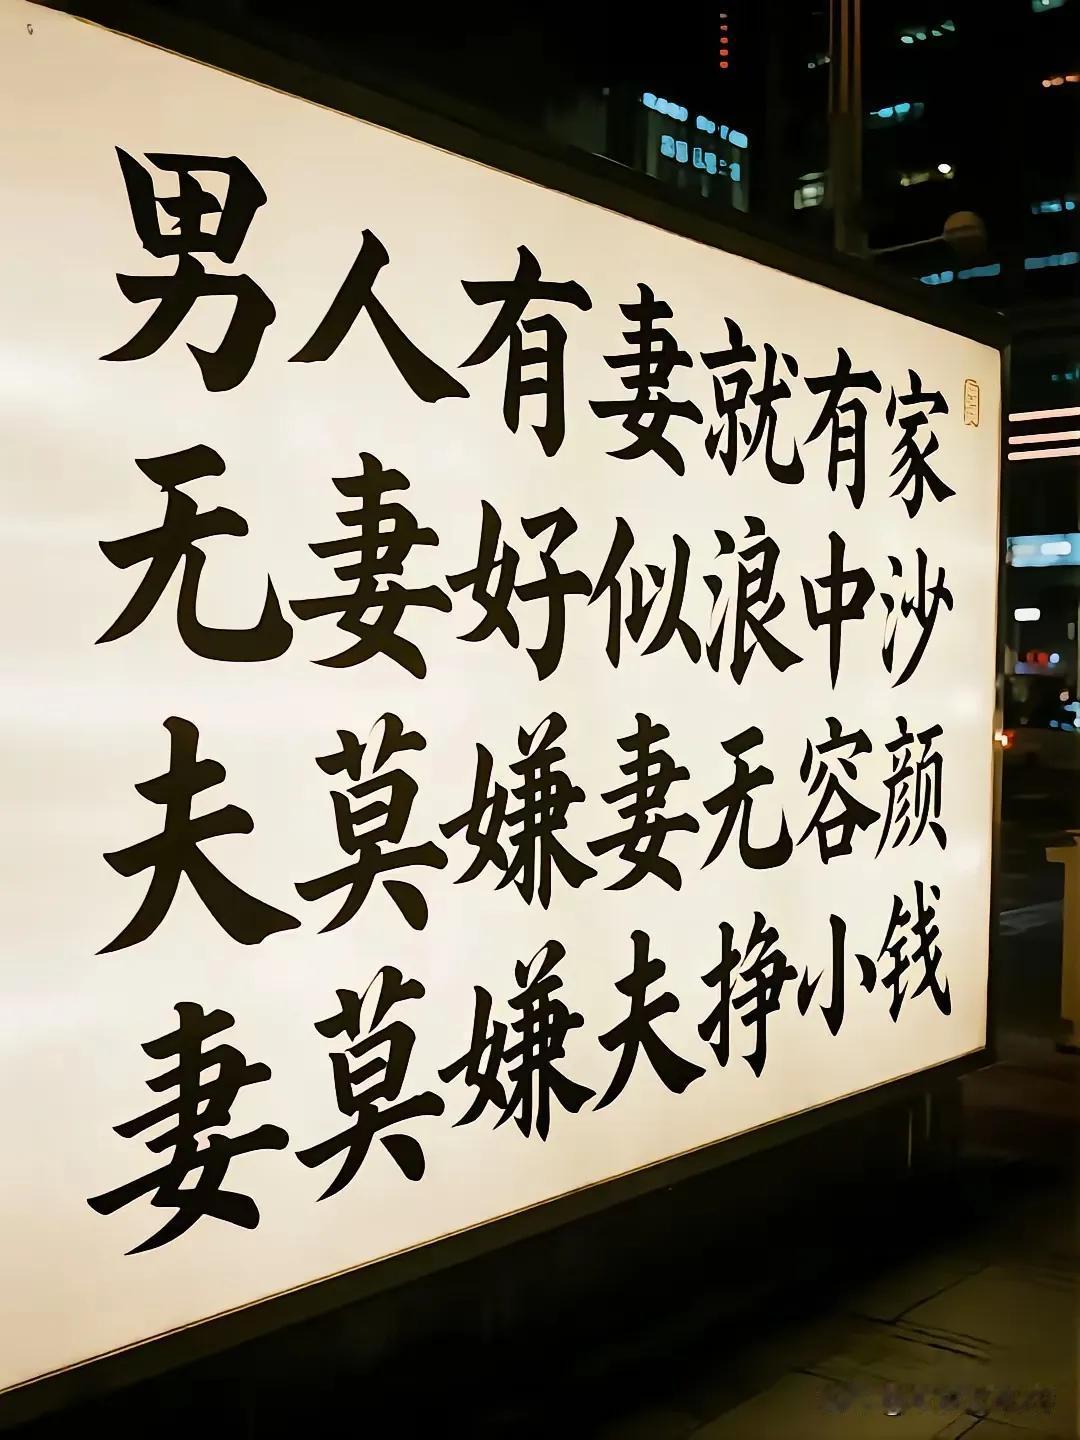 男人有妻就有家
无妻好似浪中沙
夫莫嫌妻无容颜
妻莫嫌夫挣小钱